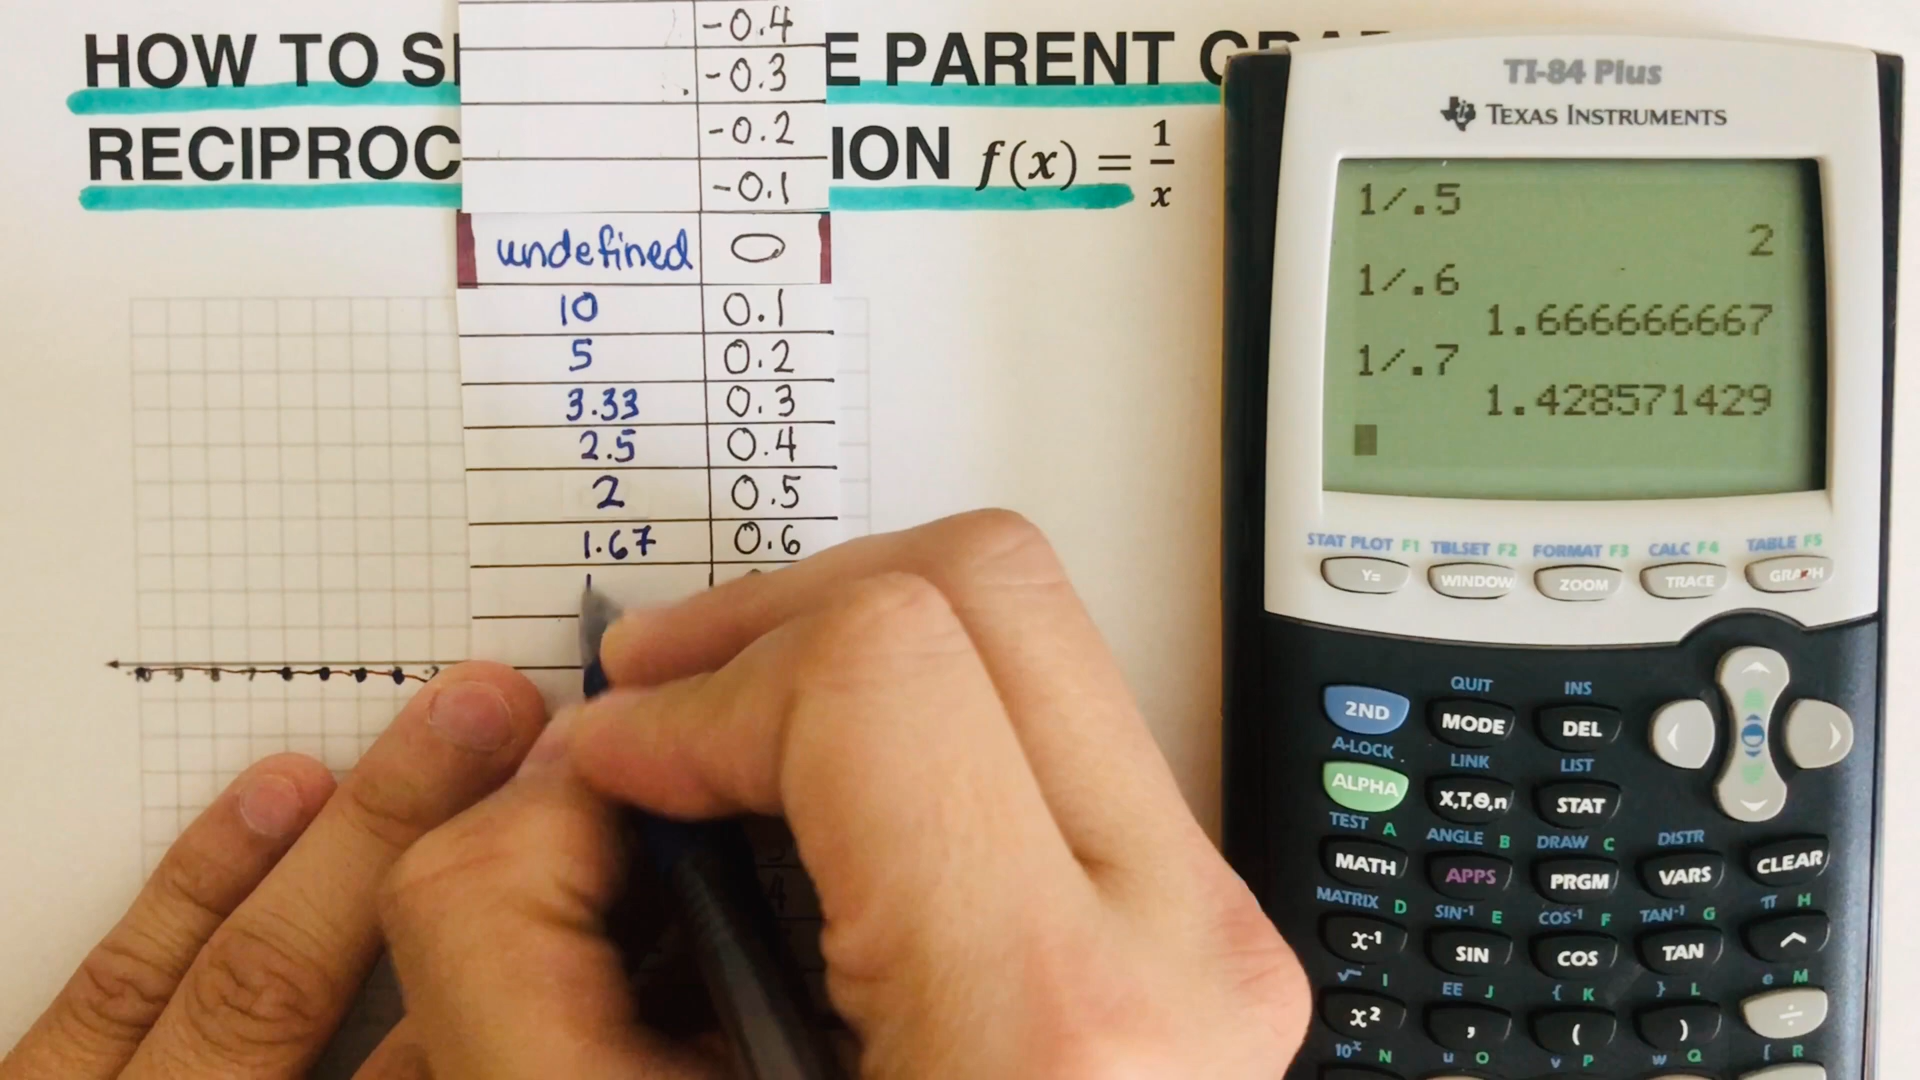 -0.4
HOW TO E PARENT
-0.3
-0.2
RECIPROC ION f(x) = 1/x
-0.1
undefined 0
10 0.1
5 0.2
3.33 0.3
2.5 0.4
2 0.5
1.67 0.6
TI-84 Plus
TEXAS INSTRUMENTS
1/.5
2
1/.6
1.666666667
1/.7
1.428571429
STAT PLOT F1 TBLSET F2 FORMAT F3 CALC F4 TABLE F5
Y= WINDOW ZOOM TRACE GRAPH
QUIT INS
2ND MODE DEL
A-LOCK LINK LIST
ALPHA X,T,Θ,n STAT
TEST A ANGLE B DRAW C DISTR
MATH APPS PRGM VARS CLEAR
MATRIX D SIN⁻¹ E COS⁻¹ F TAN⁻¹ G π H
x⁻¹ SIN COS TAN ^
√ I EE J { K } L e M
x² , ( ) ÷
10ˣ N u O v P w Q [ R